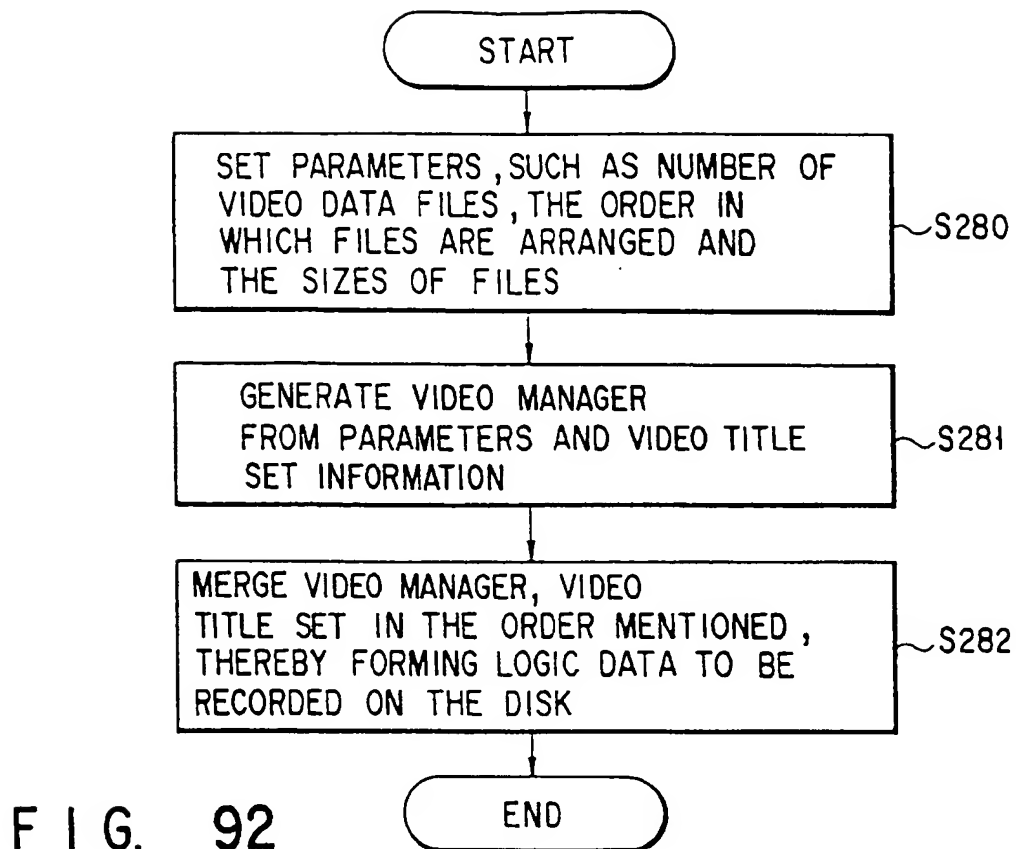 START
SET PARAMETERS, SUCH AS NUMBER OF
VIDEO DATA FILES, THE ORDER IN
WHICH FILES ARE ARRANGED AND
THE SIZES OF FILES
S280
GENERATE VIDEO MANAGER
FROM PARAMETERS AND VIDEO TITLE
SET INFORMATION
S281
MERGE VIDEO MANAGER, VIDEO
TITLE SET IN THE ORDER MENTIONED,
THEREBY FORMING LOGIC DATA TO BE
RECORDED ON THE DISK
S282
END
FIG. 92